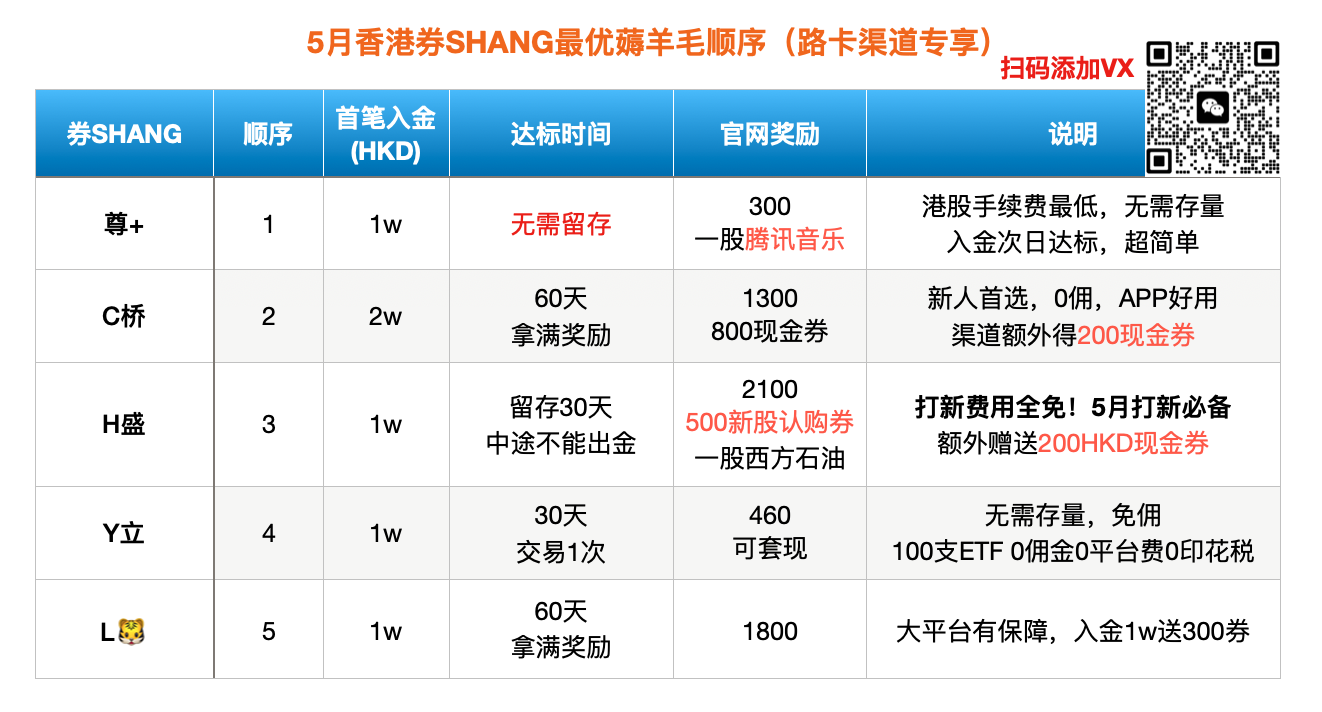 5月香港券SHANG最优薅羊毛顺序（路卡渠道专享）
扫码添加VX
券SHANG 顺序 首笔入金(HKD) 达标时间 官网奖励 说明
尊+
1
1w
无需留存
300
一股腾讯音乐
港股手续费最低，无需存量
入金次日达标，超简单
C桥
2
2w
60天
拿满奖励
1300
800现金券
新人首选，0佣，APP好用
渠道额外得200现金券
H盛
3
1w
留存30天
中途不能出金
2100
500新股认购券
一股西方石油
打新费用全免！5月打新必备
额外赠送200HKD现金券
Y立
4
1w
30天
交易1次
460
可套现
无需存量，免佣
100支ETF 0佣金0平台费0印花税
L🐯
5
1w
60天
拿满奖励
1800
大平台有保障，入金1w送300券